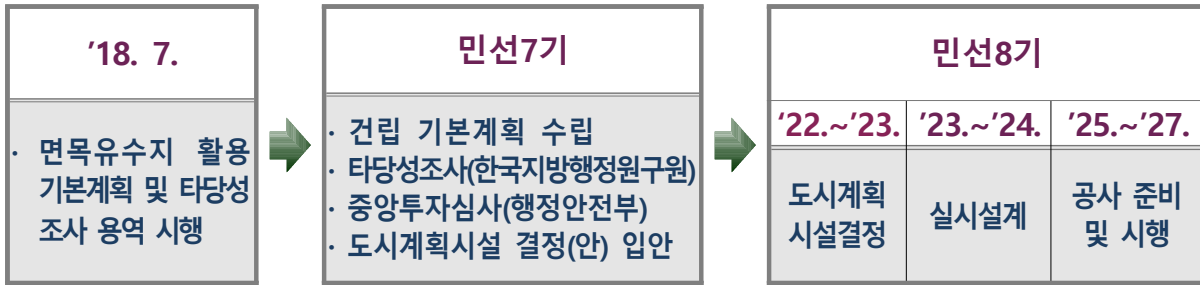 '18. 7.
· 면목유수지 활용
기본계획 및 타당성
조사 용역 시행
민선7기
· 건립 기본계획 수립
· 타당성조사(한국지방행정원구원)
· 중앙투자심사(행정안전부)
· 도시계획시설 결정(안) 입안
민선8기
'22.~'23. '23.~'24. '25.~'27.
도시계획
시설결정
실시설계
공사 준비
및 시행